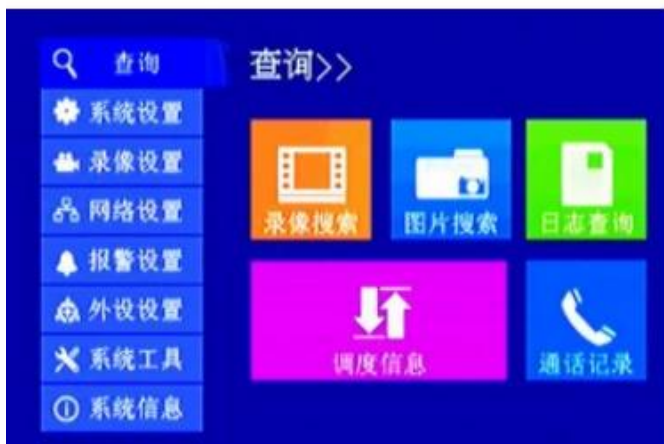 查询
系统设置
录像设置
网络设置
报警设置
外设设置
系统工具
系统信息
查询>>
录像搜索
图片搜索
日志查询
调度信息
通话记录